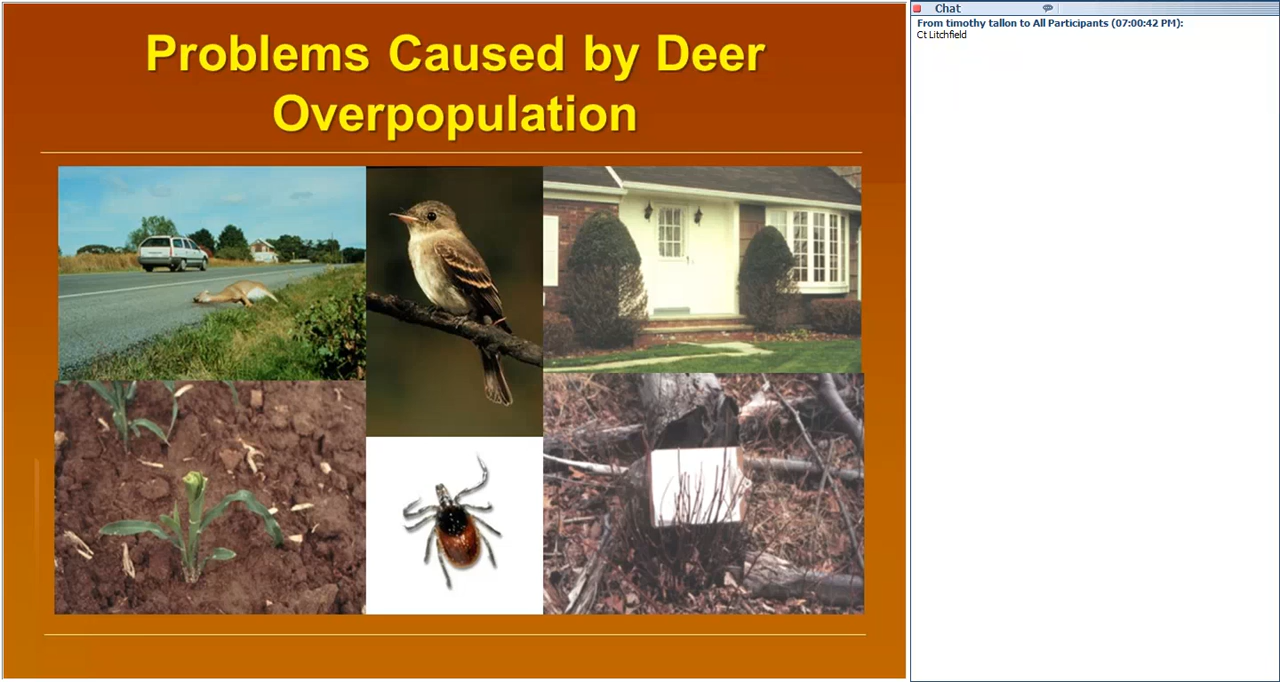 Problems Caused by Deer
Overpopulation
Chat
From timothy tallon to All Participants (07:00:42 PM):
Ct Litchfield